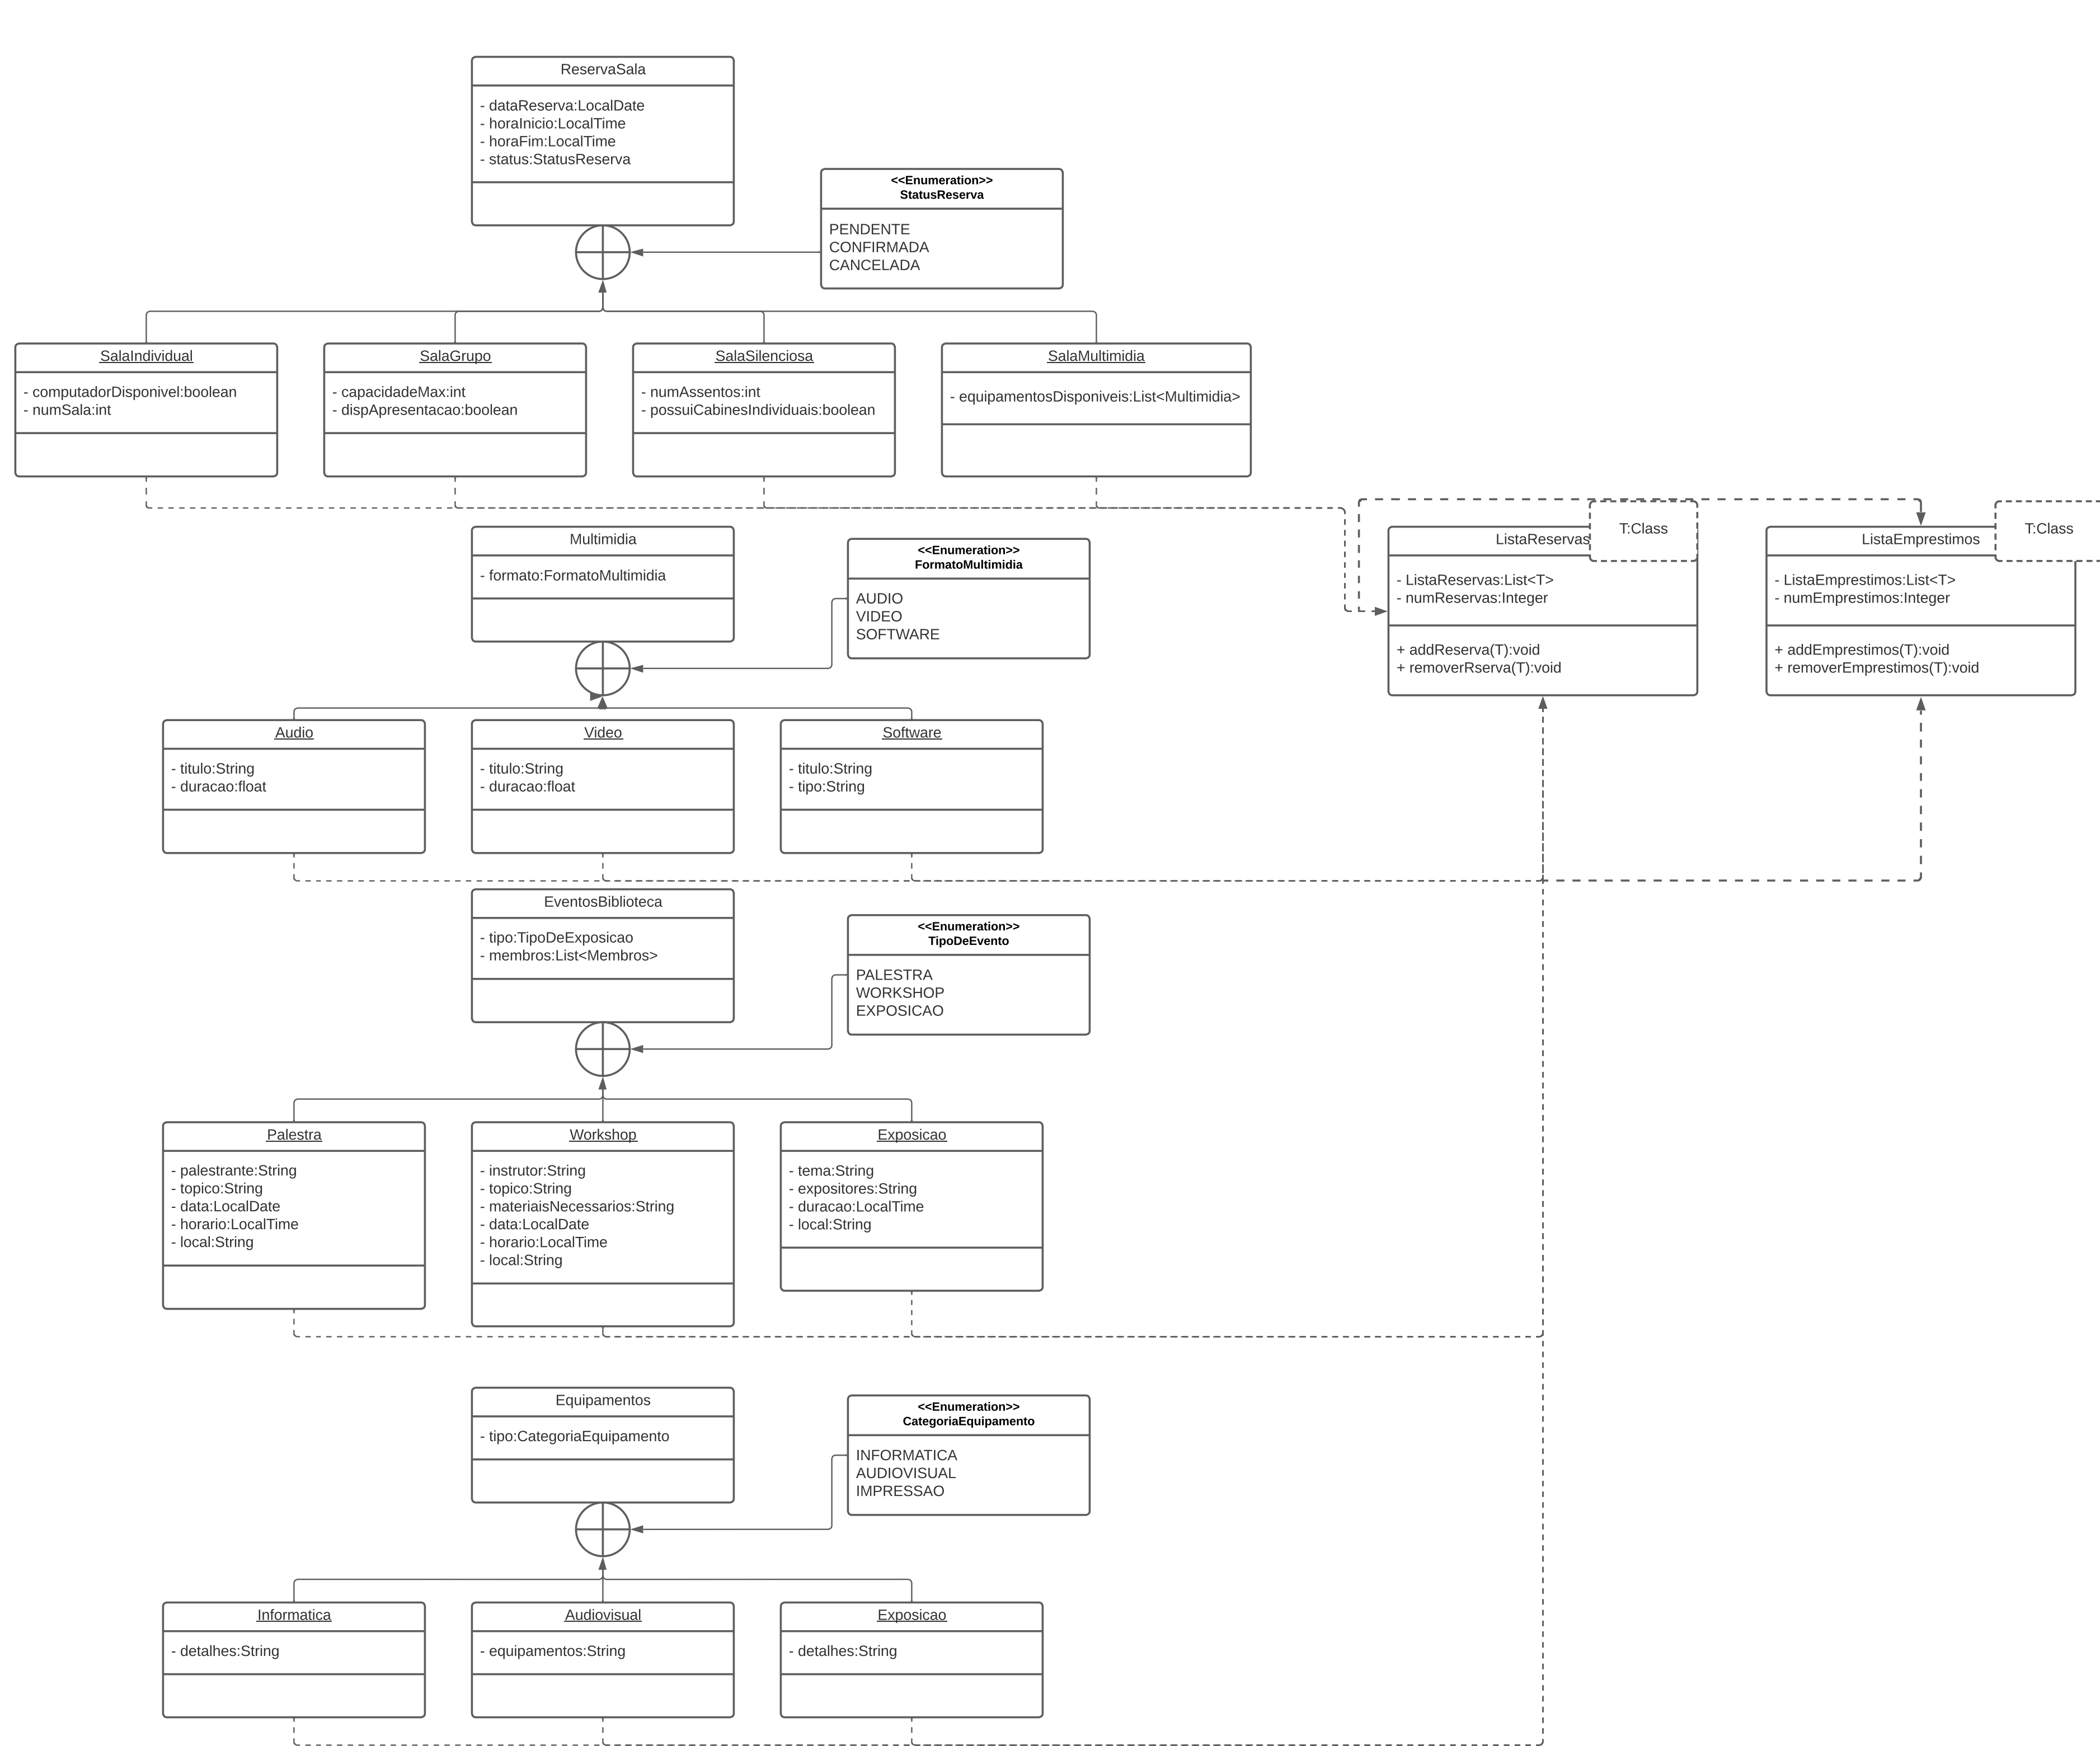 ReservaSala
- dataReserva:LocalDate
- horaInicio:LocalTime
- horaFim:LocalTime
- status:StatusReserva
<<Enumeration>>
StatusReserva
PENDENTE
CONFIRMADA
CANCELADA
SalaIndividual
- computadorDisponivel:boolean
- numSala:int
SalaGrupo
- capacidadeMax:int
- dispApresentacao:boolean
SalaSilenciosa
- numAssentos:int
- possuiCabinesIndividuais:boolean
SalaMultimidia
- equipamentosDisponiveis:List<Multimidia>
Multimidia
- formato:FormatoMultimidia
<<Enumeration>>
FormatoMultimidia
AUDIO
VIDEO
SOFTWARE
ListaReservas
T:Class
- ListaReservas:List<T>
- numReservas:Integer
+ addReserva(T):void
+ removerRserva(T):void
ListaEmprestimos
T:Class
- ListaEmprestimos:List<T>
- numEmprestimos:Integer
+ addEmprestimos(T):void
+ removerEmprestimos(T):void
Audio
- titulo:String
- duracao:float
Video
- titulo:String
- duracao:float
Software
- titulo:String
- tipo:String
EventosBiblioteca
- tipo:TipoDeExposicao
- membros:List<Membros>
<<Enumeration>>
TipoDeEvento
PALESTRA
WORKSHOP
EXPOSICAO
Palestra
- palestrante:String
- topico:String
- data:LocalDate
- horario:LocalTime
- local:String
Workshop
- instrutor:String
- topico:String
- materiaisNecessarios:String
- data:LocalDate
- horario:LocalTime
- local:String
Exposicao
- tema:String
- expositores:String
- duracao:LocalTime
- local:String
Equipamentos
- tipo:CategoriaEquipamento
<<Enumeration>>
CategoriaEquipamento
INFORMATICA
AUDIOVISUAL
IMPRESSAO
Informatica
- detalhes:String
Audiovisual
- equipamentos:String
Exposicao
- detalhes:String